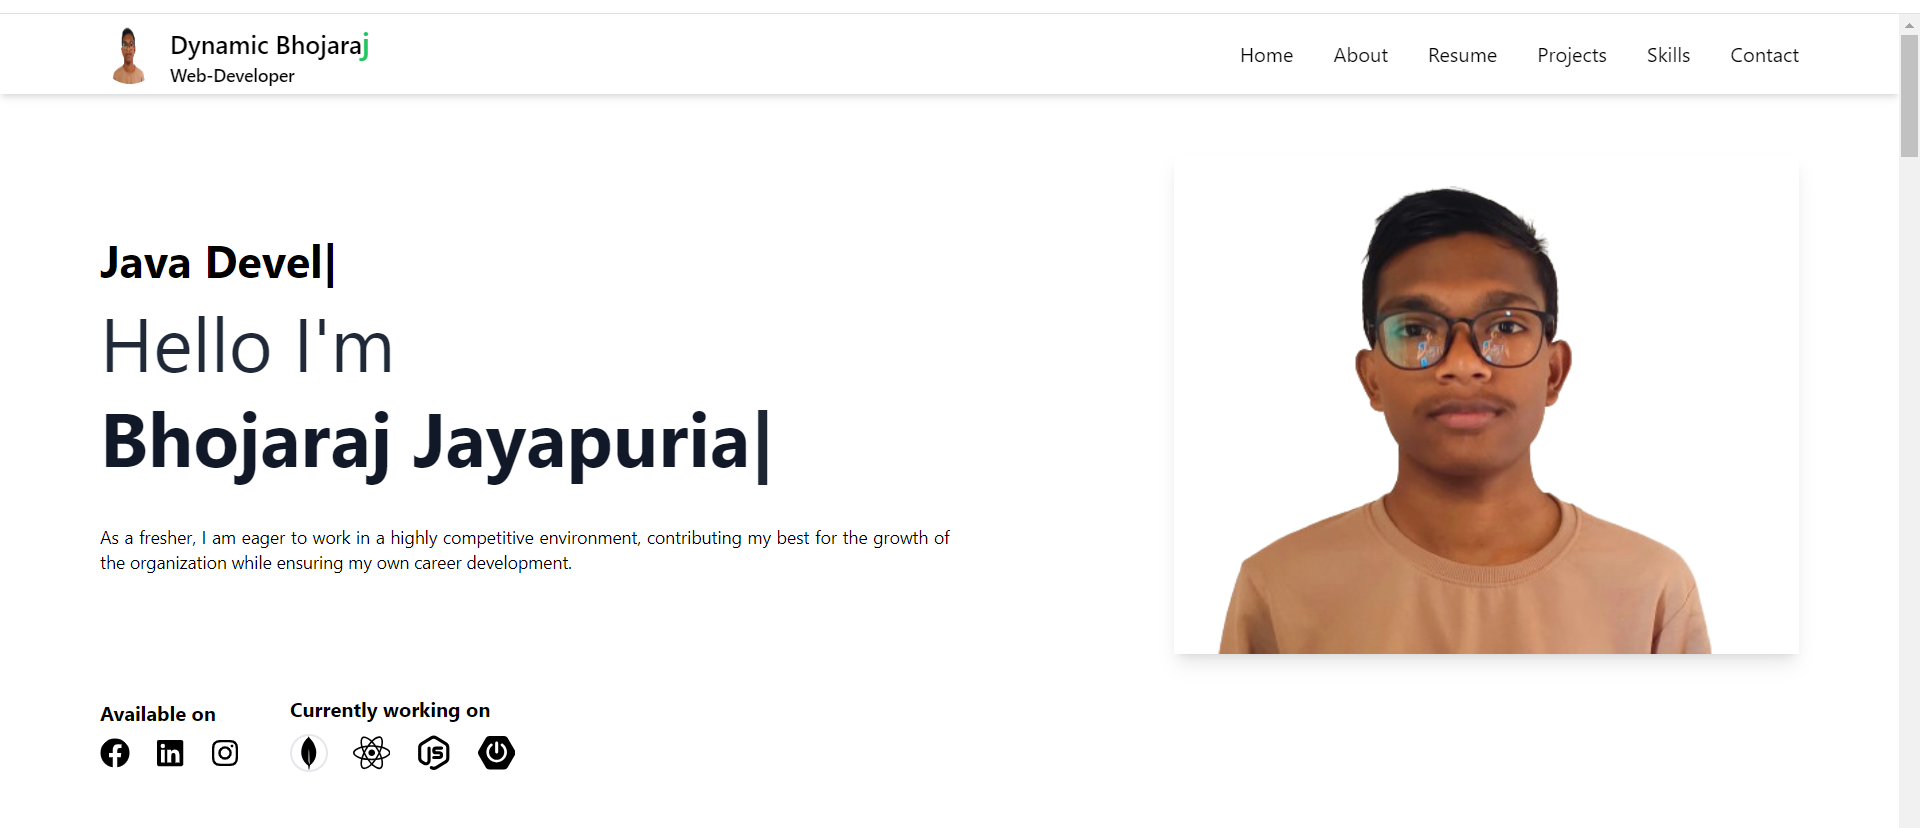 Dynamic Bhojaraj
Web-Developer
Home
About
Resume
Projects
Skills
Contact
Java Devel|
Hello I'm
Bhojaraj Jayapuria|
As a fresher, I am eager to work in a highly competitive environment, contributing my best for the growth of
the organization while ensuring my own career development.
Available on
Currently working on
in
JS